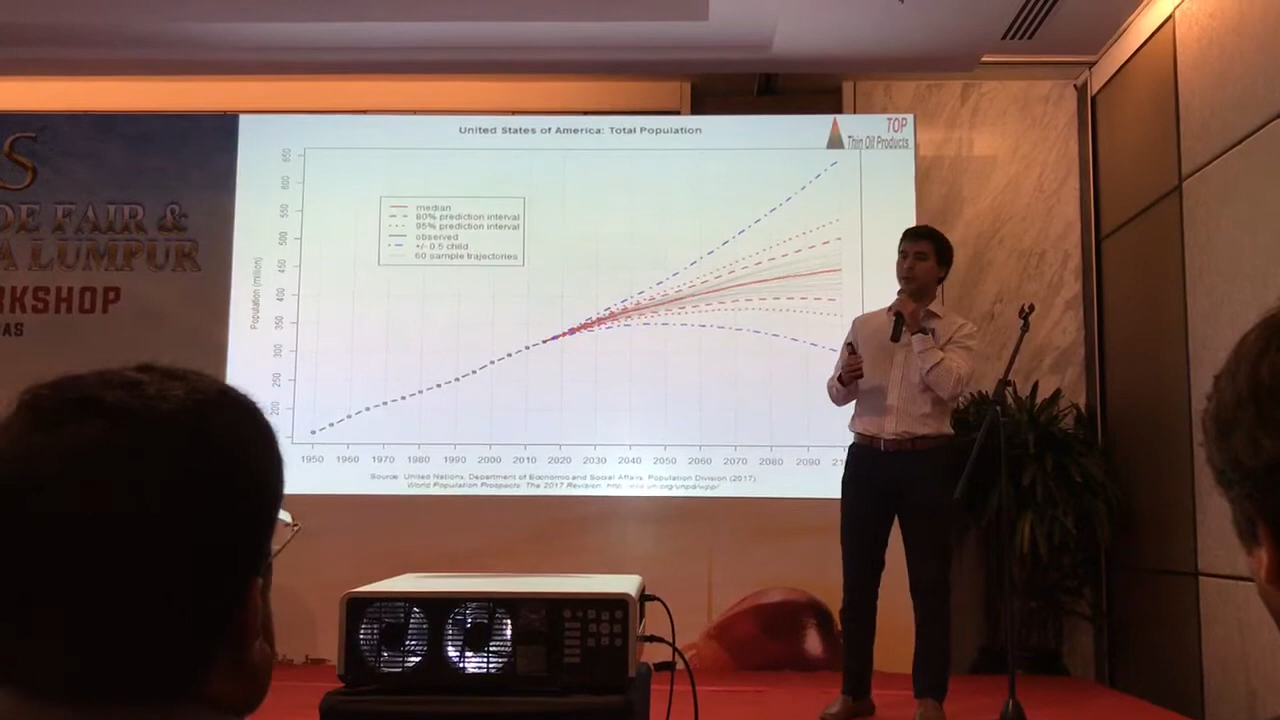 S
DE FAIR &
A LUMPUR
RKSHOP
AS
United States of America: Total Population
TOP
Thin Oil Products
median
80% prediction interval
95% prediction interval
observed
+/- 0.5 child
60 sample trajectories
Population (million)
650
600
550
500
450
400
350
300
250
200
1950 1960 1970 1980 1990 2000 2010 2020 2030 2040 2050 2060 2070 2080 2090 21
Source: United Nations, Department of Economic and Social Affairs, Population Division (2017)
World Population Prospects: The 2017 Revision.